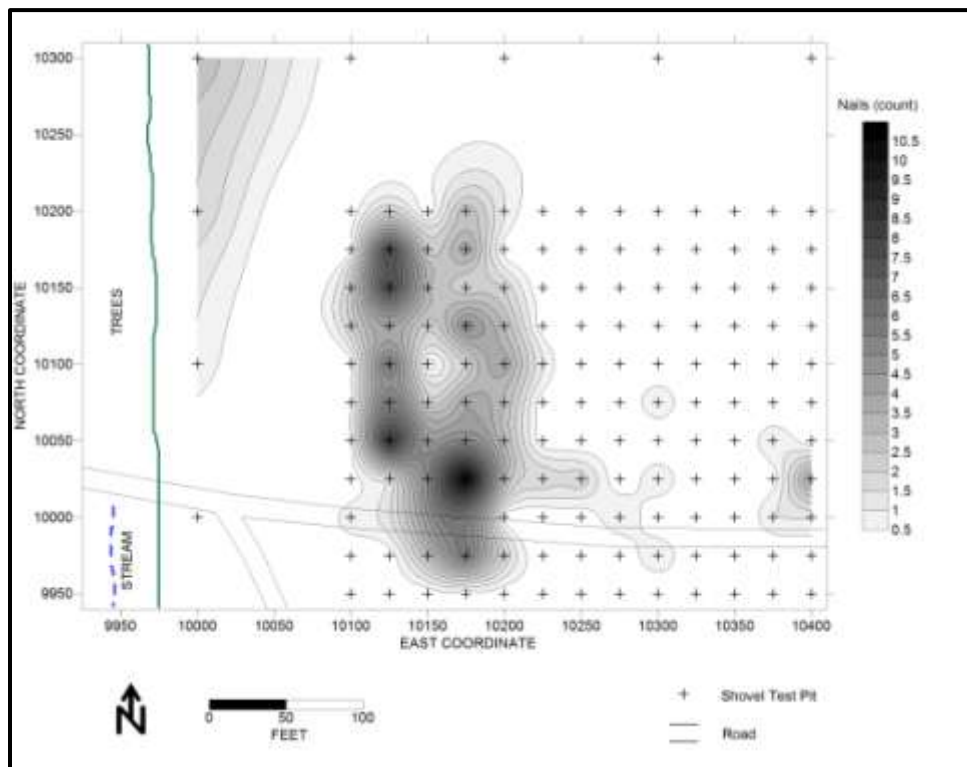 10300
10250
10200
10150
10100
10050
10000
9950
NORTH COORDINATE
TREES
STREAM
9950 10000 10050 10100 10150 10200 10250 10300 10350 10400
EAST COORDINATE
Nails (count)
10.5
10
9.5
9
8.5
8
7.5
7
6.5
6
5.5
5
4.5
4
3.5
3
2.5
2
1.5
1
0.5
N
0 50 100
FEET
Shovel Test Pit
Road